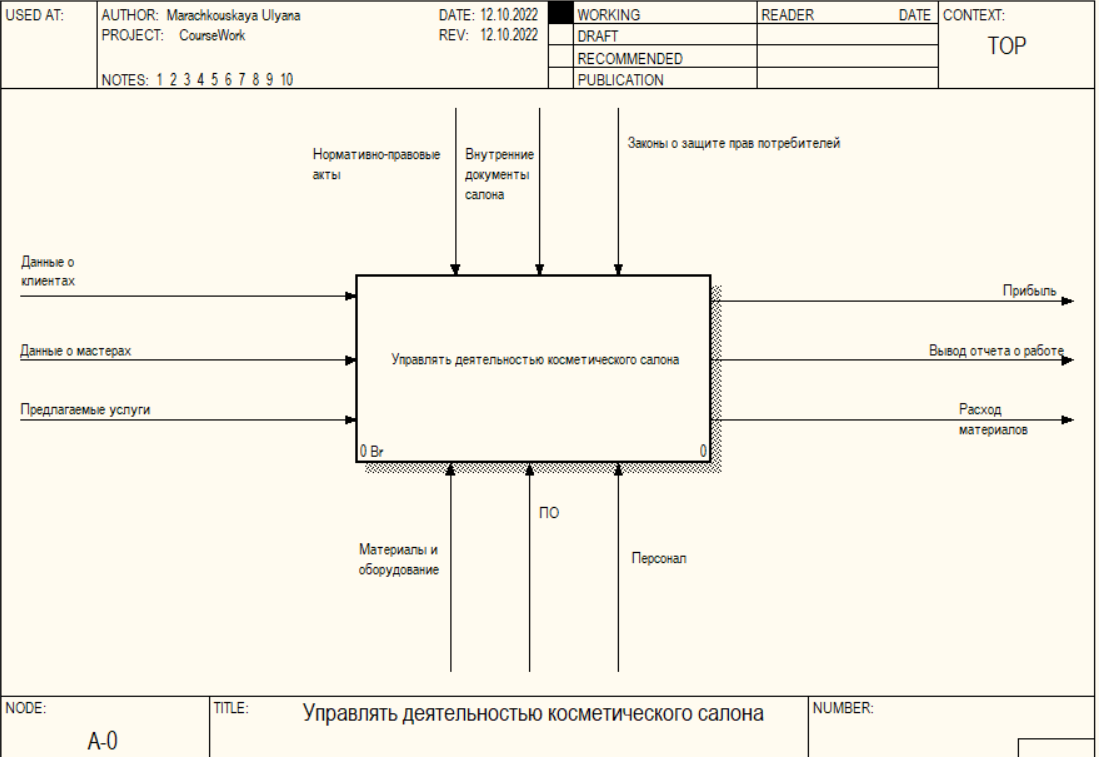 USED AT:
AUTHOR: Marachkouskaya Ulyana
DATE: 12.10.2022
PROJECT: CourseWork
REV: 12.10.2022
NOTES: 1 2 3 4 5 6 7 8 9 10
WORKING
DRAFT
RECOMMENDED
PUBLICATION
READER
DATE
CONTEXT:
TOP
Нормативно-правовые
акты
Внутренние
документы
салона
Законы о защите прав потребителей
Данные о
клиентах
Данные о мастерах
Предлагаемые услуги
Управлять деятельностью косметического салона
0 Br
0
Прибыль
Вывод отчета о работе
Расход
материалов
Материалы и
оборудование
ПО
Персонал
NODE:
A-0
TITLE:
Управлять деятельностью косметического салона
NUMBER: